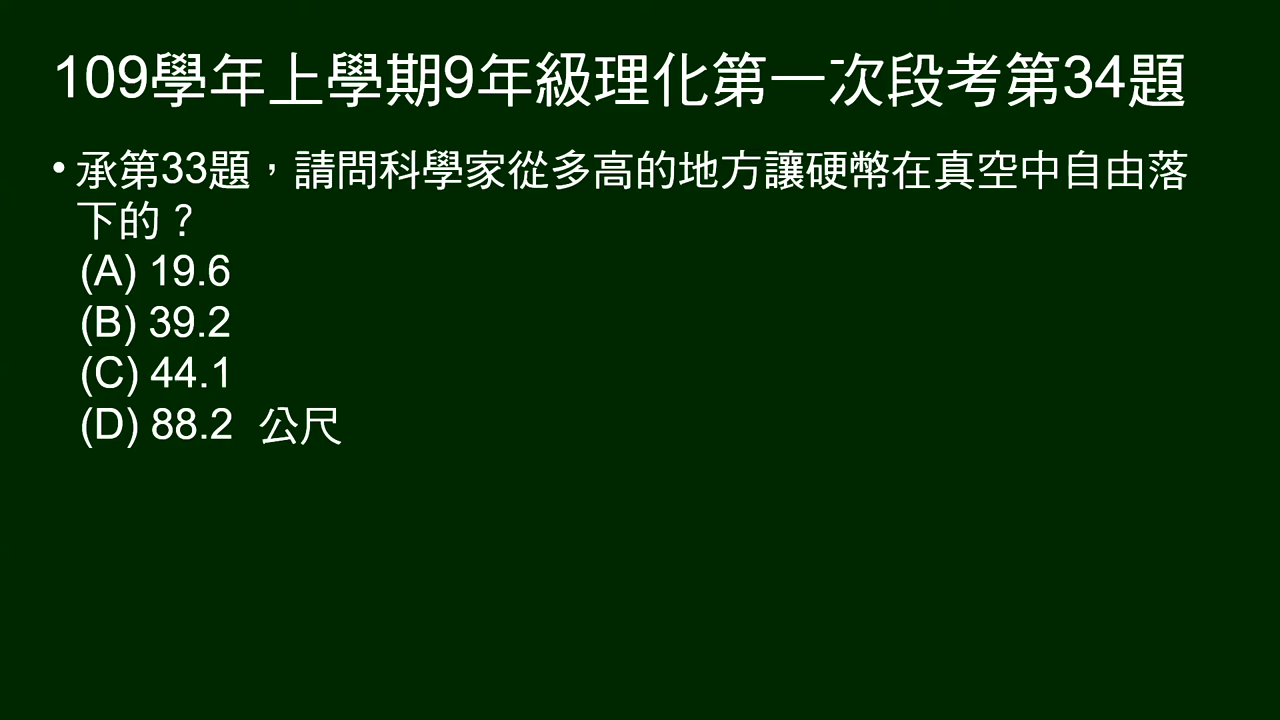 109學年上學期9年級理化第一次段考第34題
• 承第33題，請問科學家從多高的地方讓硬幣在真空中自由落
下的？
(A) 19.6
(B) 39.2
(C) 44.1
(D) 88.2 公尺